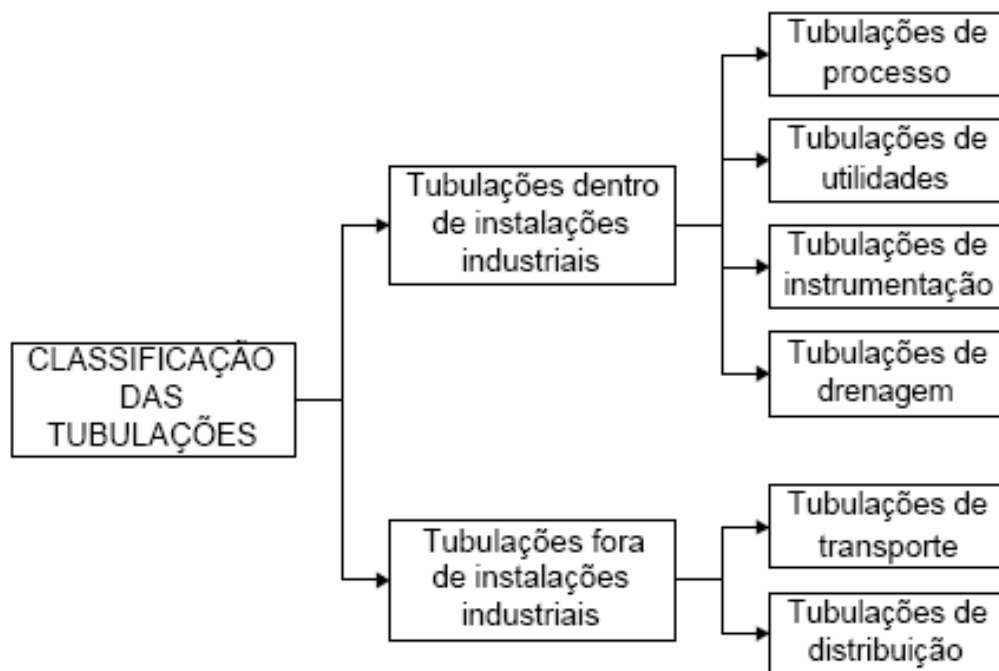 CLASSIFICAÇÃO
DAS
TUBULAÇÕES
Tubulações dentro
de instalações
industriais
Tubulações de
processo
Tubulações de
utilidades
Tubulações de
instrumentação
Tubulações de
drenagem
Tubulações fora
de instalações
industriais
Tubulações de
transporte
Tubulações de
distribuição